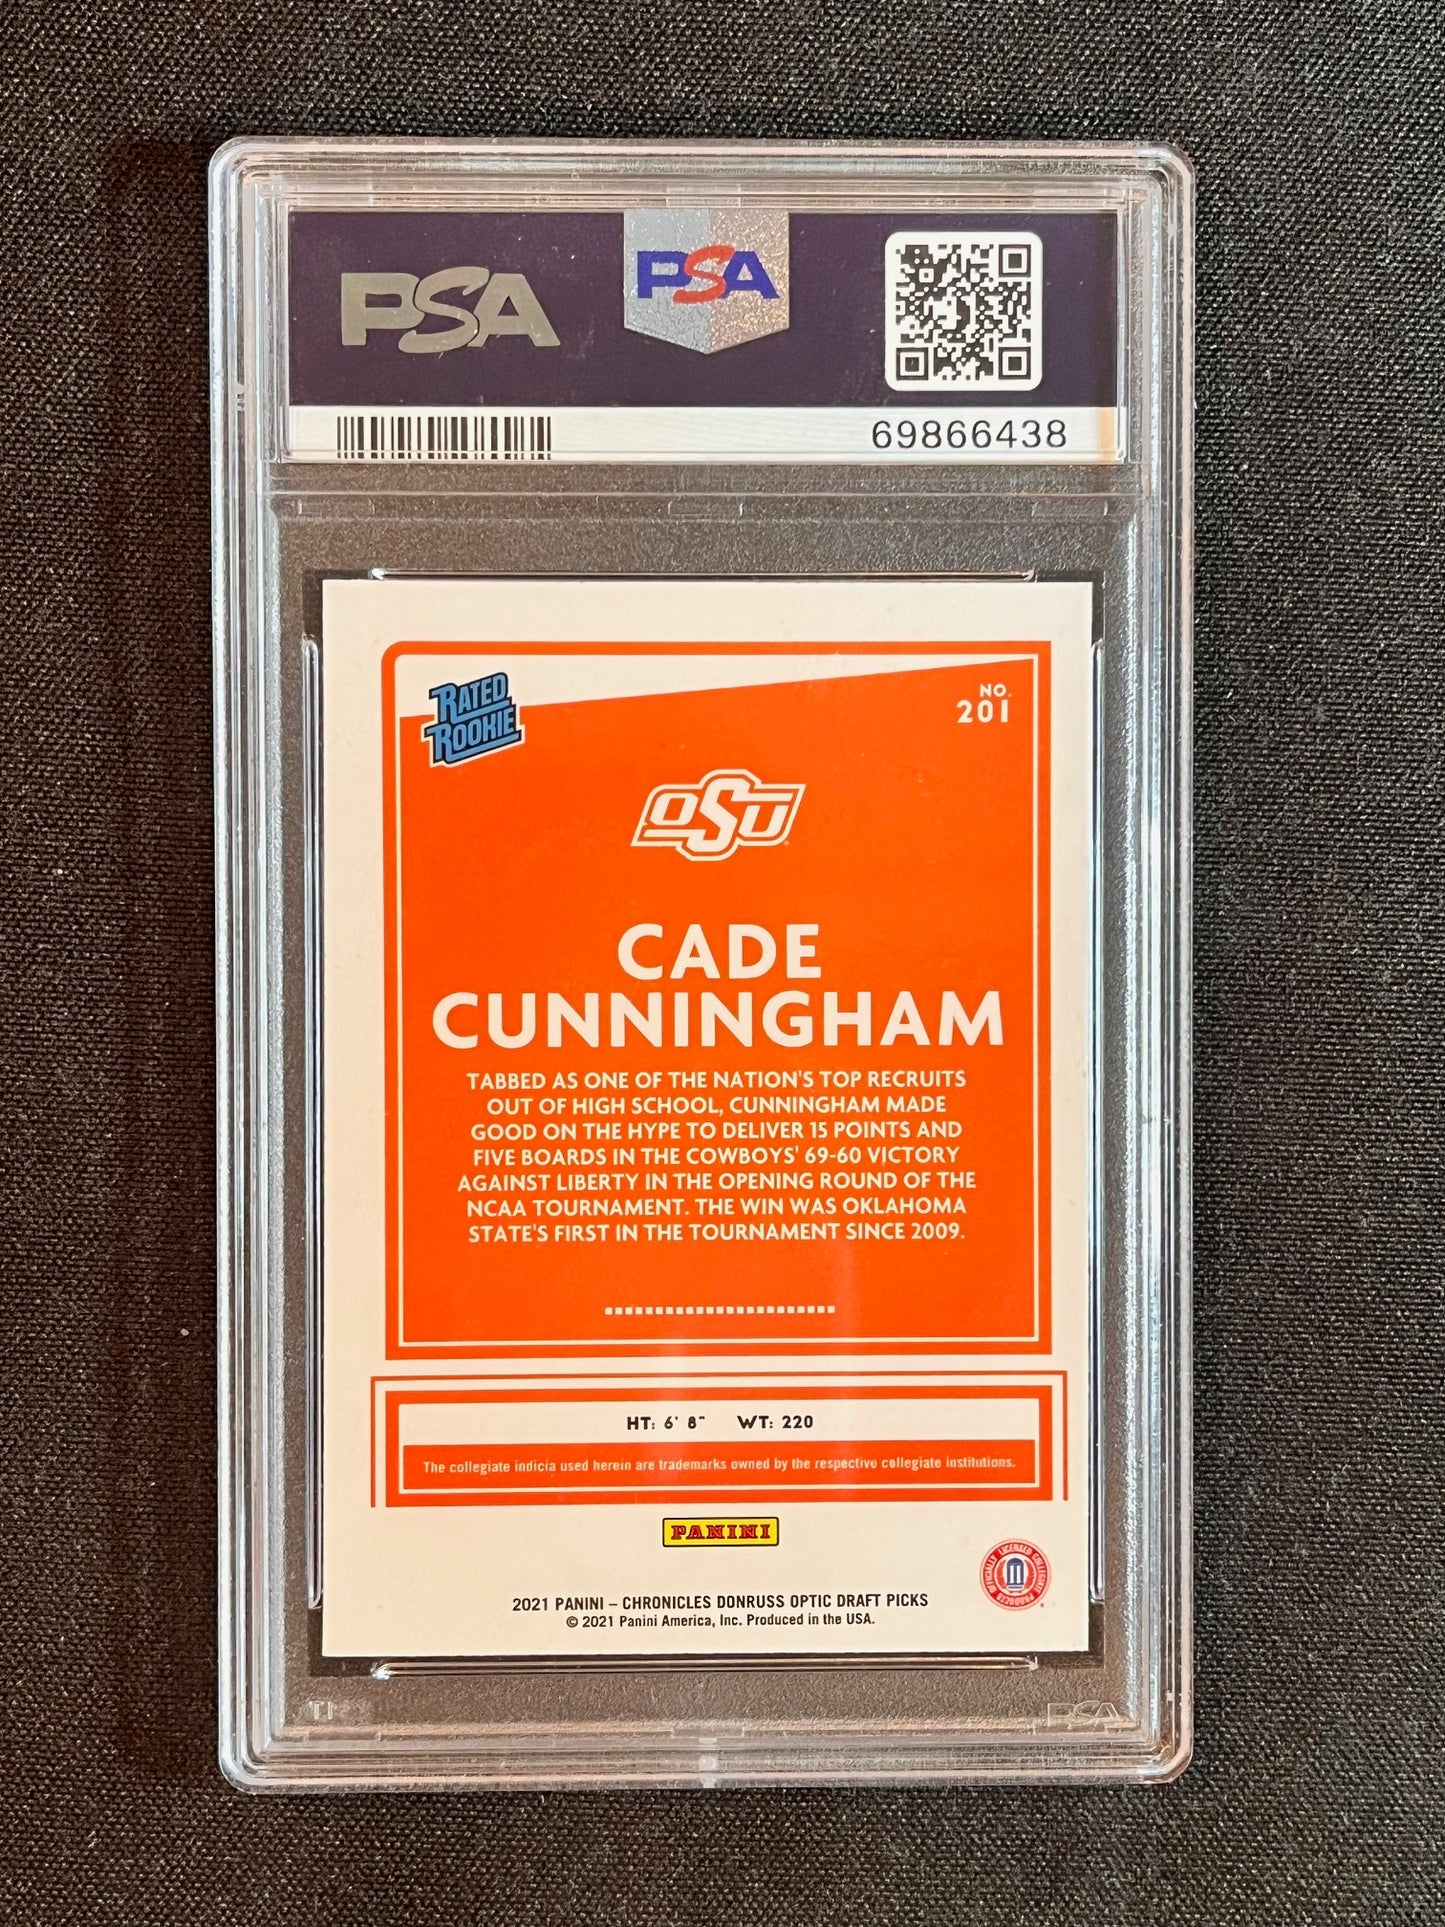 PSA
PSA
69866438
RATED
ROOKIE
NO.
201
OSU
CADE
CUNNINGHAM
TABBED AS ONE OF THE NATION'S TOP RECRUITS
OUT OF HIGH SCHOOL, CUNNINGHAM MADE
GOOD ON THE HYPE TO DELIVER 15 POINTS AND
FIVE BOARDS IN THE COWBOYS' 69-60 VICTORY
AGAINST LIBERTY IN THE OPENING ROUND OF THE
NCAA TOURNAMENT. THE WIN WAS OKLAHOMA
STATE'S FIRST IN THE TOURNAMENT SINCE 2009.
HT: 6' 8" WT: 220
The collegiate indicia used herein are trademarks owned by the respective collegiate institutions.
PANINI
OFFICIALLY LICENSED COLLEGIATE PRODUCTS
2021 PANINI – CHRONICLES DONRUSS OPTIC DRAFT PICKS
© 2021 Panini America, Inc. Produced in the USA.
PSA